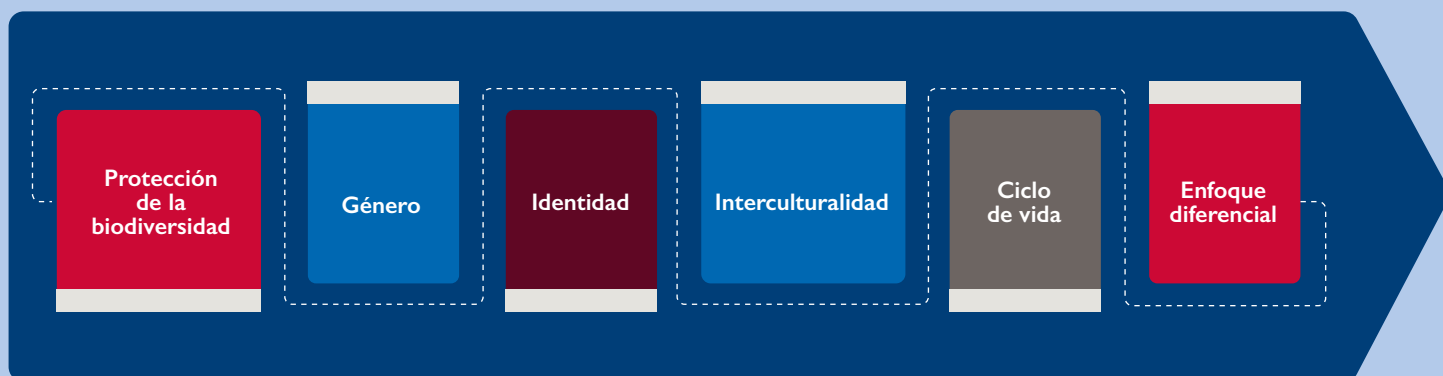 Protección
de la
biodiversidad
Género
Identidad
Interculturalidad
Ciclo
de vida
Enfoque
diferencial